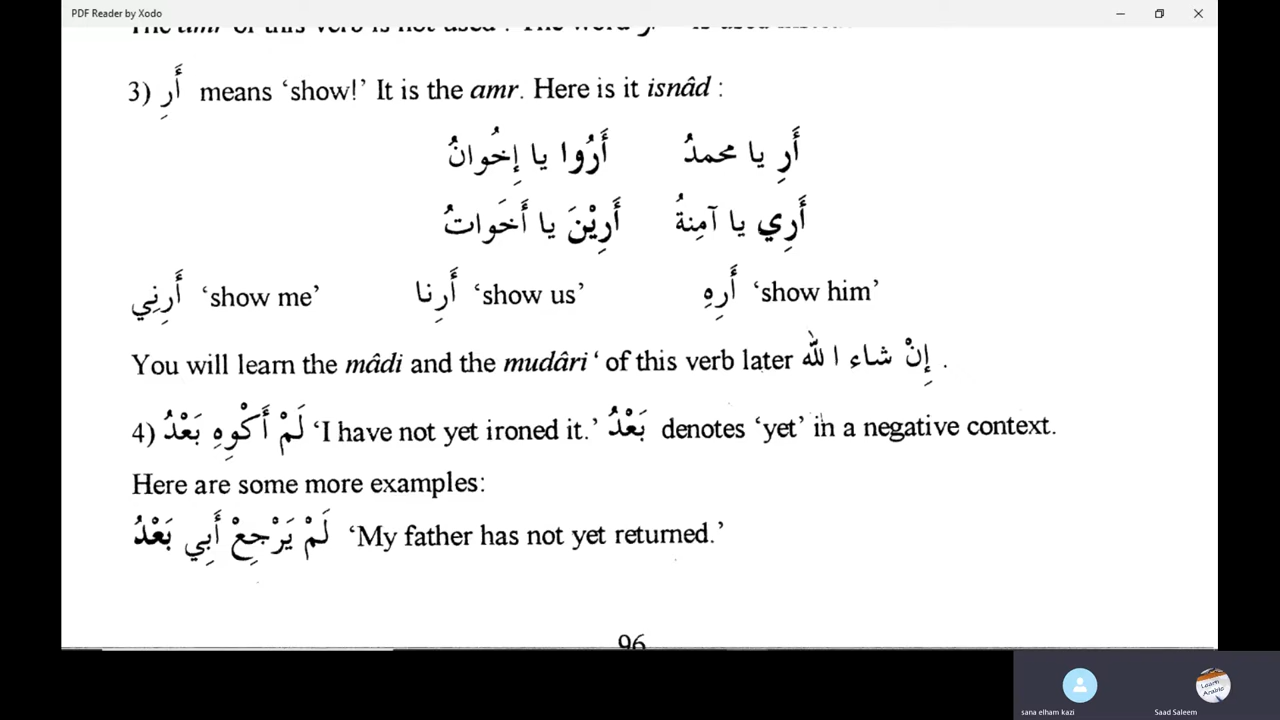 PDF Reader by Xodo
3) أَرِ means ‘show!’ It is the amr. Here is it isnâd :
أَرِ يا محمدُ أَرُوا يا إِخُوانُ
أَرِي يا آمِنةُ أَرِيْنَ يا أَخَواتُ
أَرِنِي ‘show me’ أَرِنا ‘show us’ أَرِهِ ‘show him’
You will learn the mâdi and the mudâri‘ of this verb later إِنْ شاء الله .
4) لَمْ أَكْوِهِ بَعْدُ ‘I have not yet ironed it.’ بَعْدُ denotes ‘yet’ in a negative context.
Here are some more examples:
لَمْ يَرْجِعْ أَبِي بَعْدُ ‘My father has not yet returned.’
96
sana elham kazi
Learn Arabic
Saad Saleem